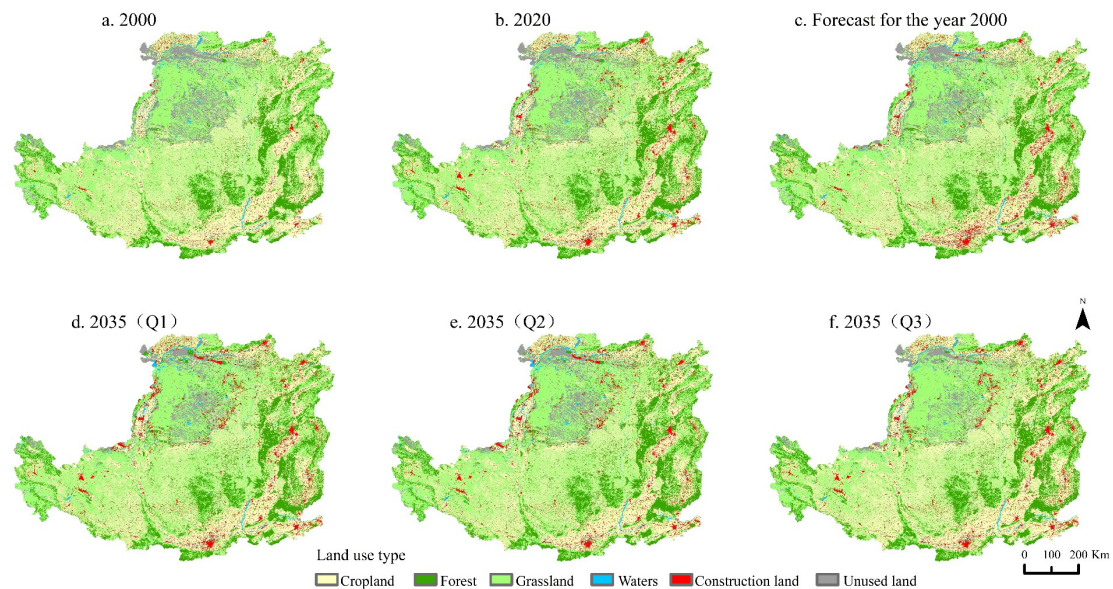 a. 2000
b. 2020
c. Forecast for the year 2000
d. 2035（Q1）
e. 2035（Q2）
f. 2035（Q3）
N
Land use type
Cropland Forest Grassland Waters Construction land Unused land
0 100 200 Km